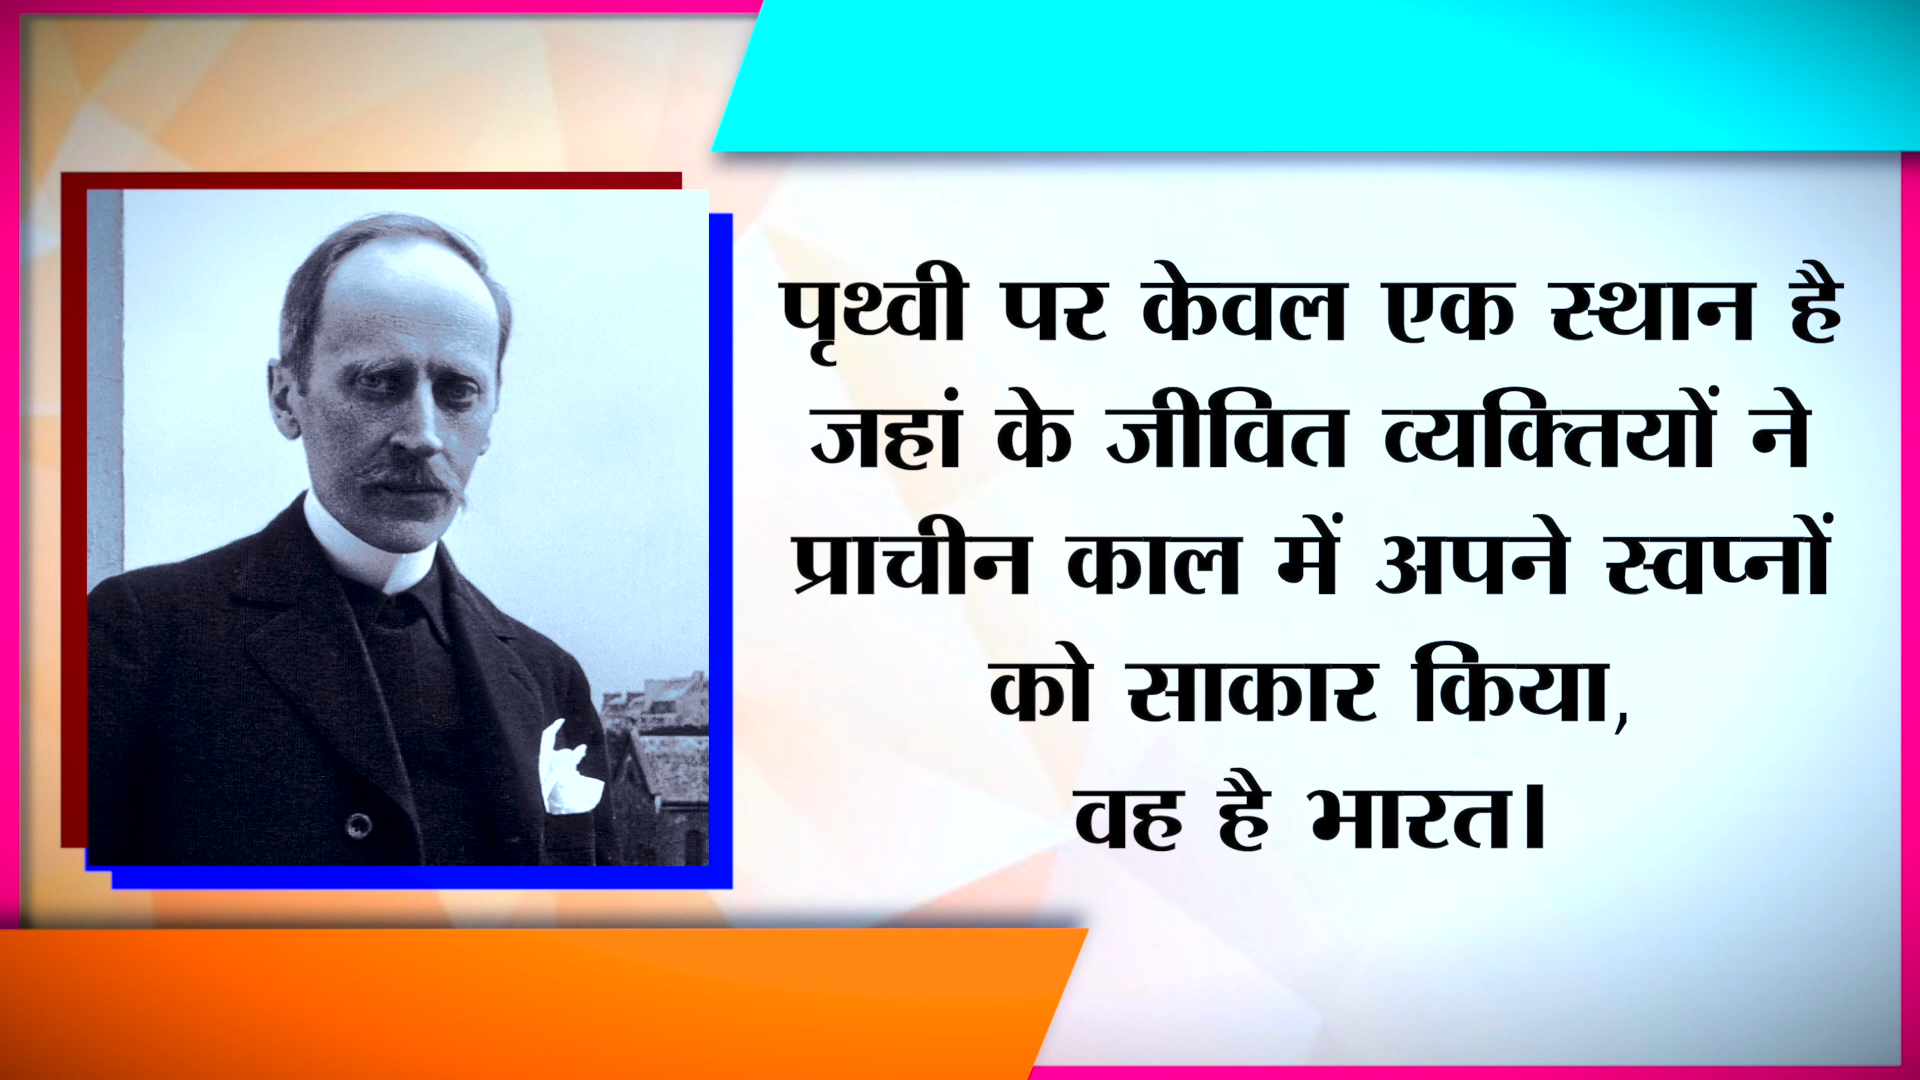 पृथ्वी पर केवल एक स्थान है
जहां के जीवित व्यक्तियों ने
प्राचीन काल में अपने स्वप्नों
को साकार किया,
वह है भारत।